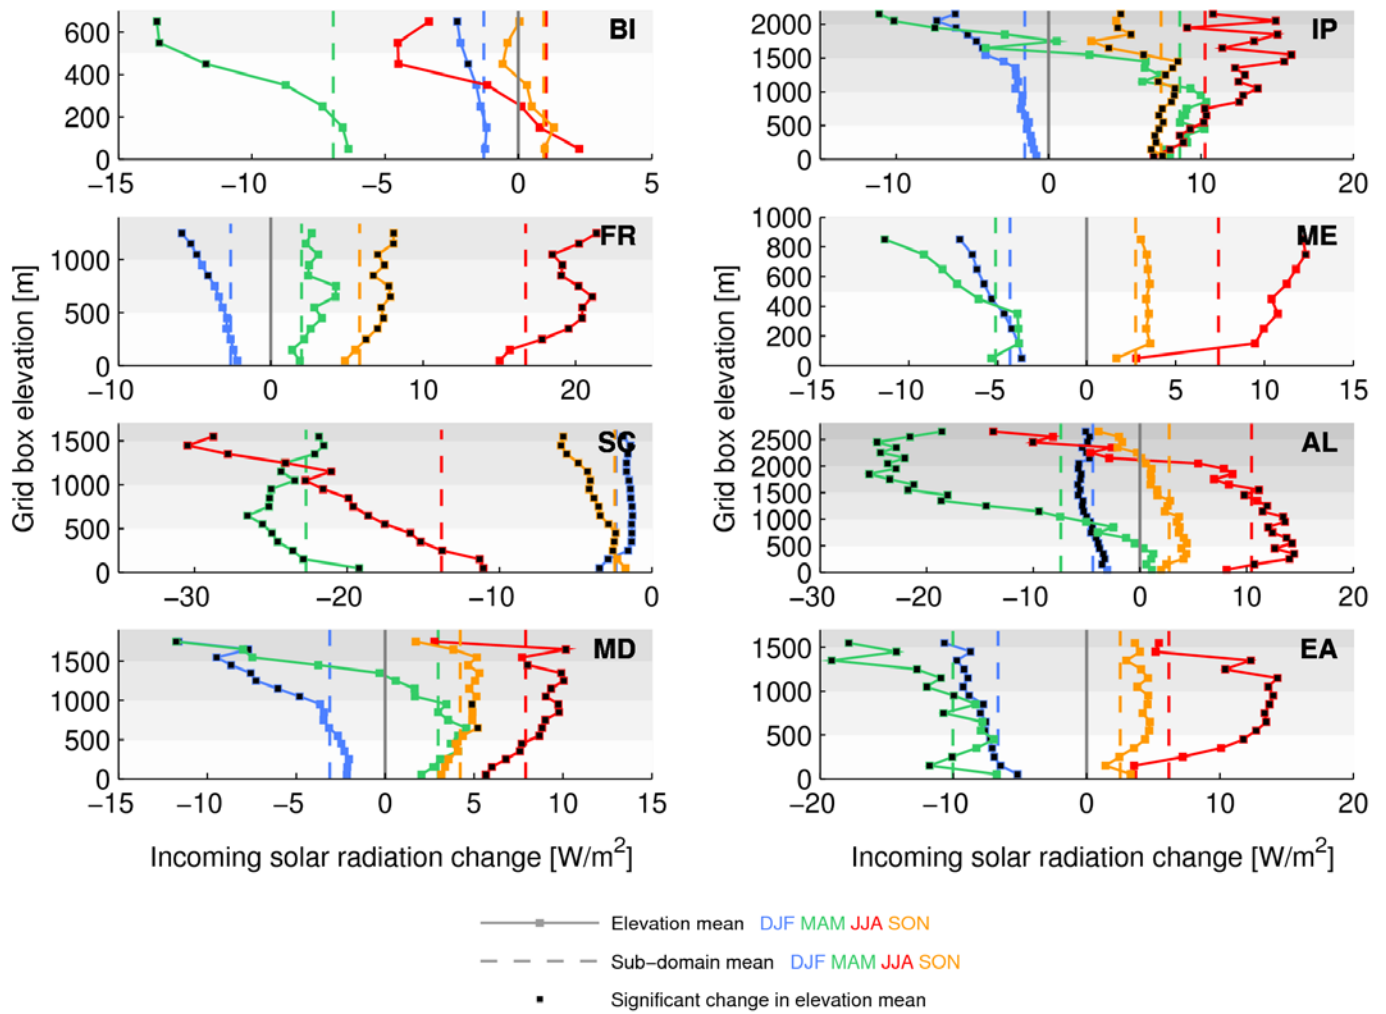 BI
600
400
200
0
−15 −10 −5 0 5
IP
2000
1500
1000
500
0
−10 0 10 20
FR
1000
500
0
−10 0 10 20
ME
1000
800
600
400
200
0
−15 −10 −5 0 5 10 15
SC
1500
1000
500
0
−30 −20 −10 0
AL
2500
2000
1500
1000
500
0
−30 −20 −10 0 10 20
MD
1500
1000
500
0
−15 −10 −5 0 5 10 15
EA
1500
1000
500
0
−20 −10 0 10 20
Grid box elevation [m]
Grid box elevation [m]
Incoming solar radiation change [W/m²]
Incoming solar radiation change [W/m²]
Elevation mean DJF MAM JJA SON
Sub−domain mean DJF MAM JJA SON
Significant change in elevation mean